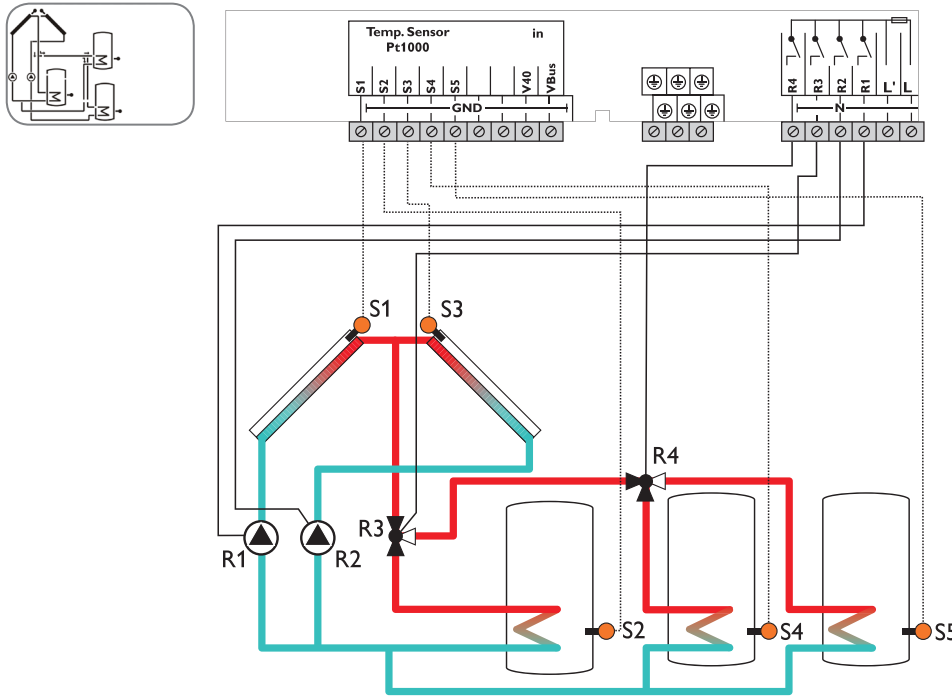 Temp. Sensor
Pt1000
in
S1 S2 S3 S4 S5 V40 VBus
GND
R4 R3 R2 R1 L' L
N
S1
S3
R4
R3
R1
R2
S2
S4
S5